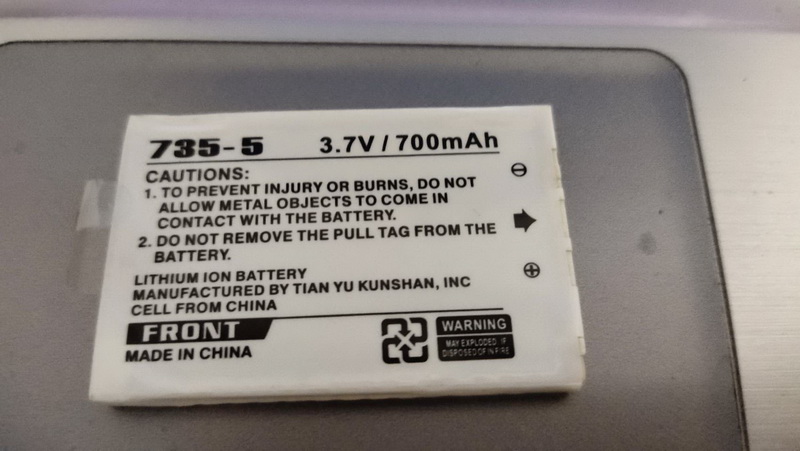 735-5 3.7V / 700mAh
CAUTIONS:
1. TO PREVENT INJURY OR BURNS, DO NOT
ALLOW METAL OBJECTS TO COME IN
CONTACT WITH THE BATTERY.
2. DO NOT REMOVE THE PULL TAG FROM THE
BATTERY.
LITHIUM ION BATTERY
MANUFACTURED BY TIAN YU KUNSHAN, INC
CELL FROM CHINA
FRONT
MADE IN CHINA
WARNING
MAY EXPLODED IF
DISPOSED OF IN FIRE